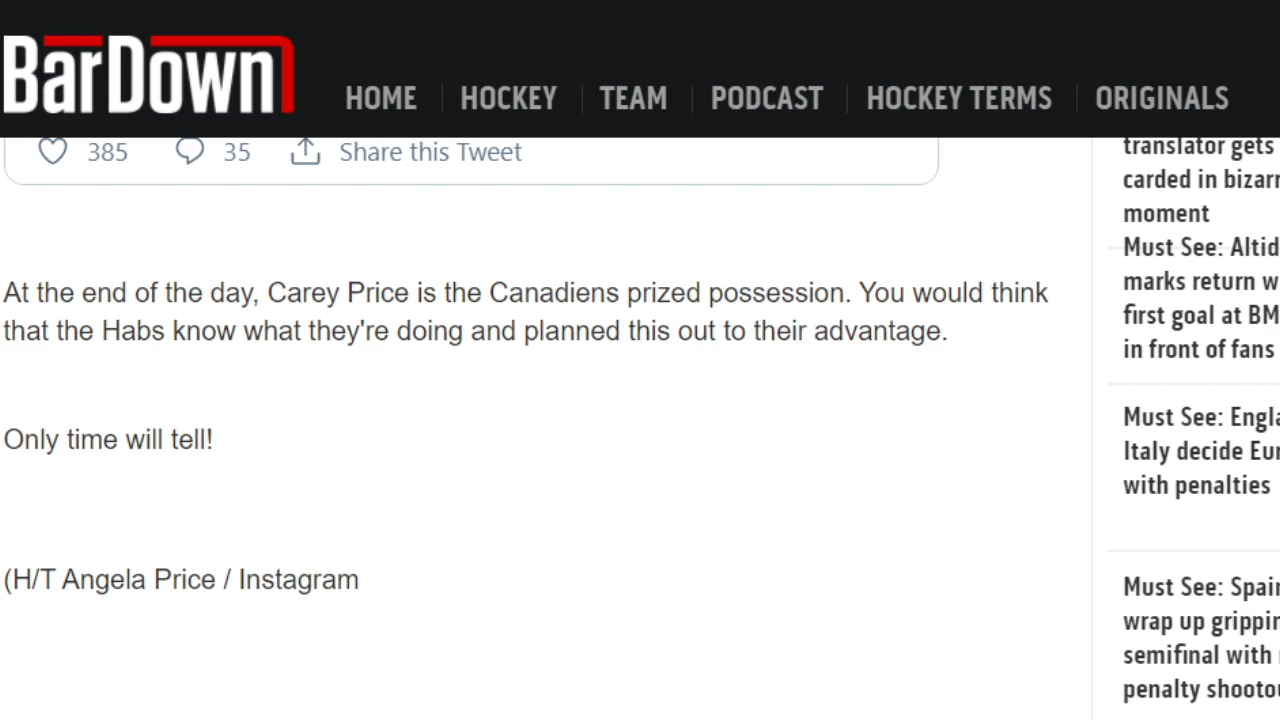 BarDown
HOME
HOCKEY
TEAM
PODCAST
HOCKEY TERMS
ORIGINALS
385
35
Share this Tweet
At the end of the day, Carey Price is the Canadiens prized possession. You would think
that the Habs know what they're doing and planned this out to their advantage.
Only time will tell!
(H/T Angela Price / Instagram
translator gets
carded in
moment
Must See:
marks return
first goal at
in front of fans
Must See:
Italy decide
with penalties
Must See:
wrap up
semifinal with
penalty